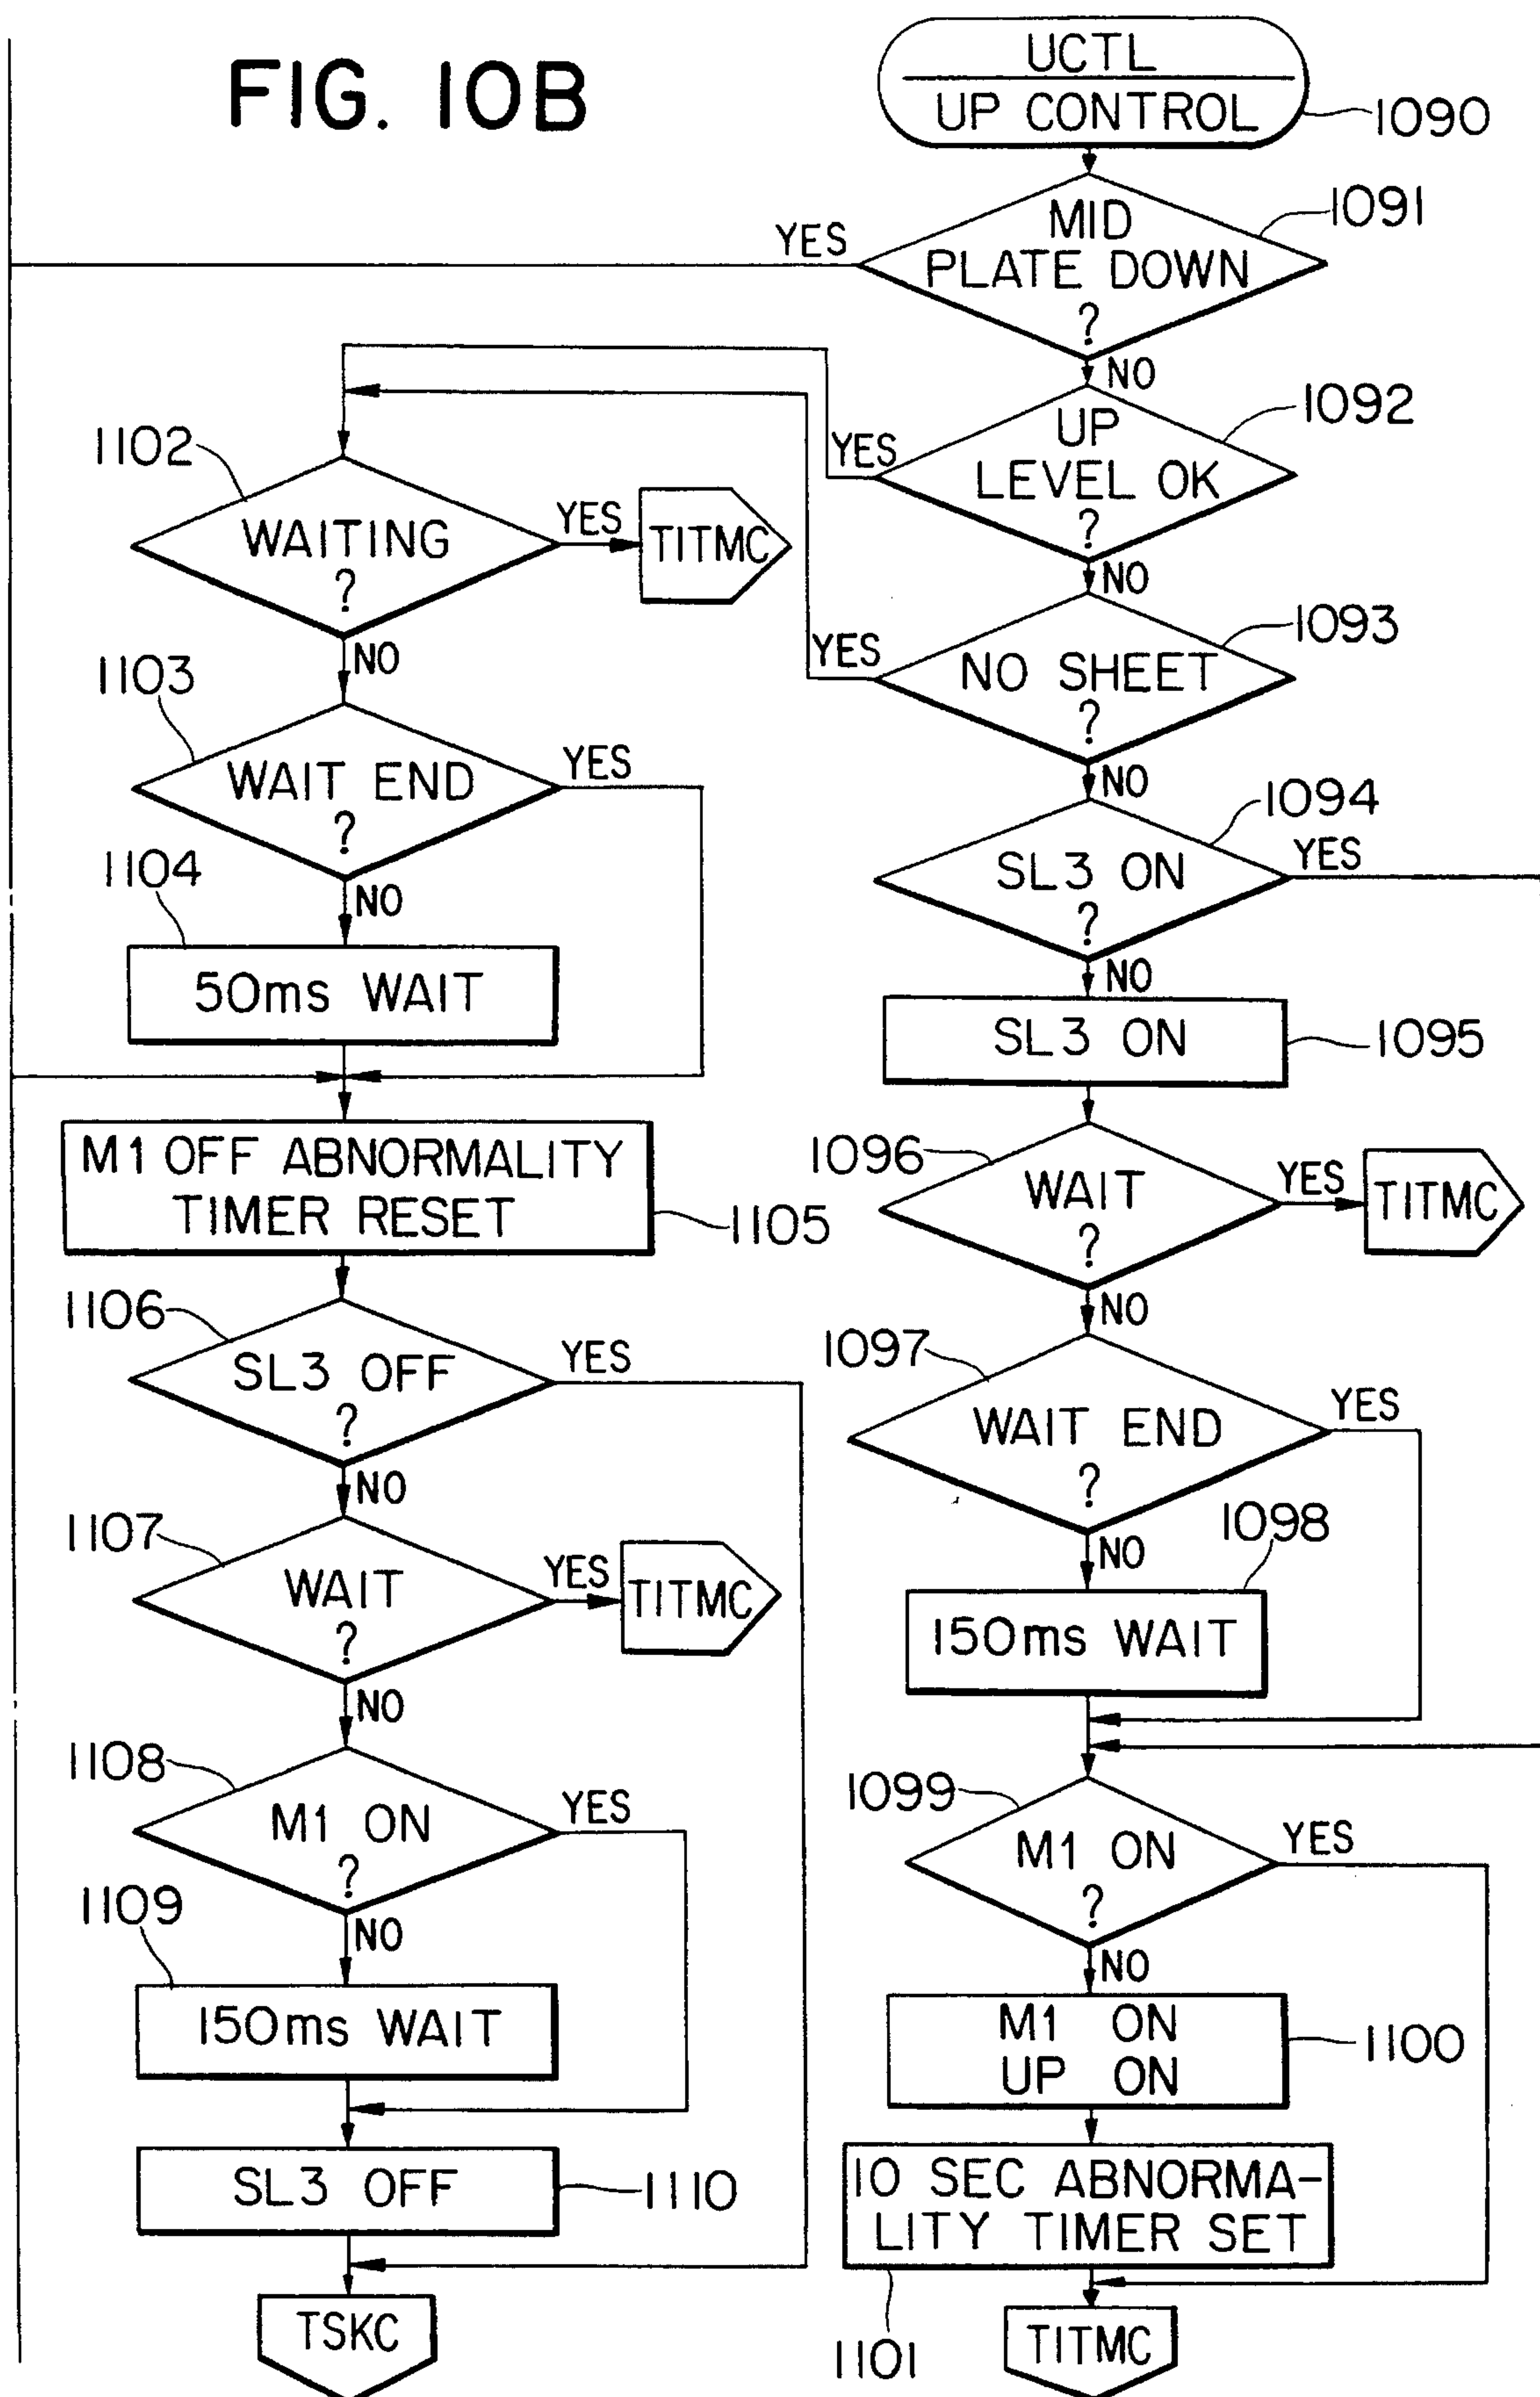 FIG. 10B
UCTL
UP CONTROL
1090
MID
PLATE DOWN
?
1091
YES
NO
UP
LEVEL OK
?
1092
YES
NO
NO SHEET
?
1093
YES
NO
SL3 ON
?
1094
YES
NO
SL3 ON
1095
WAIT
?
1096
YES
TITMC
NO
WAIT END
?
1097
YES
NO
150ms WAIT
1098
M1 ON
?
1099
YES
NO
M1 ON
UP ON
1100
10 SEC ABNORMA-
LITY TIMER SET
1101
TITMC
1102
WAITING
?
YES
TITMC
NO
1103
WAIT END
?
YES
NO
1104
50ms WAIT
M1 OFF ABNORMALITY
TIMER RESET
1105
1106
SL3 OFF
?
YES
NO
1107
WAIT
?
YES
TITMC
NO
1108
M1 ON
?
YES
NO
1109
150ms WAIT
SL3 OFF
1110
TSKC